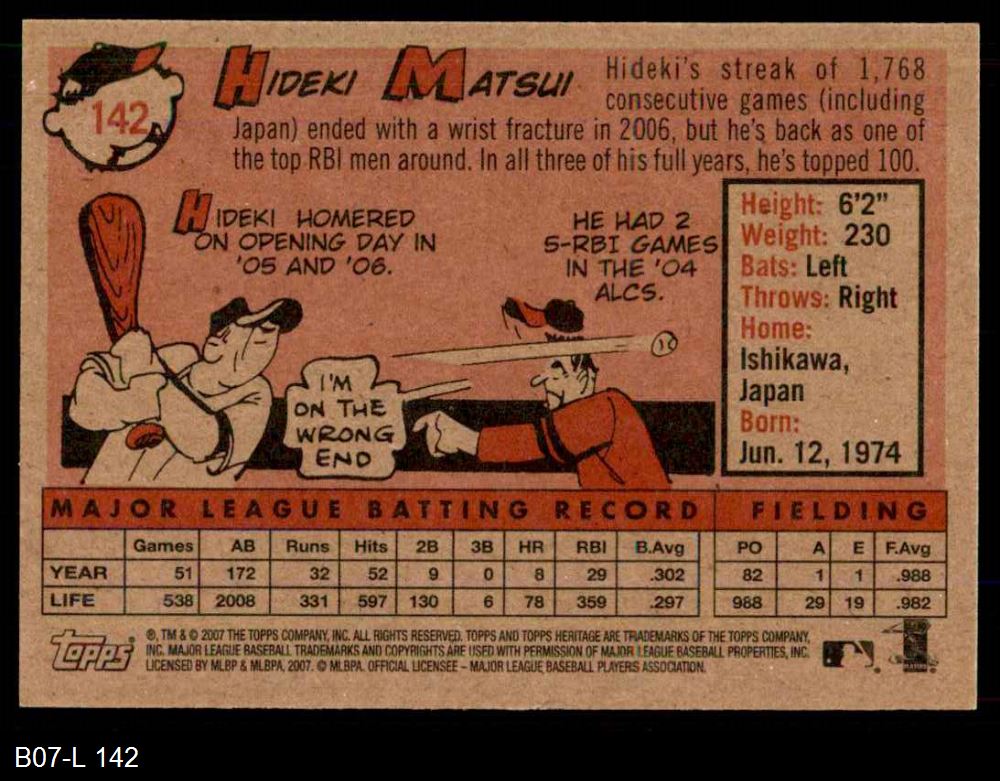 142
HIDEKI MATSUI
Hideki's streak of 1,768
consecutive games (including
Japan) ended with a wrist fracture in 2006, but he's back as one of
the top RBI men around. In all three of his full years, he's topped 100.
HIDEKI HOMERED
ON OPENING DAY IN
'05 AND '06.
HE HAD 2
5-RBI GAMES
IN THE '04
ALCS.
I'M
ON THE
WRONG
END
Height: 6'2"
Weight: 230
Bats: Left
Throws: Right
Home:
Ishikawa,
Japan
Born:
Jun. 12, 1974
MAJOR LEAGUE BATTING RECORD FIELDING
Games AB Runs Hits 2B 3B HR RBI B.Avg PO A E F.Avg
YEAR 51 172 32 52 9 0 8 29 .302 82 1 1 .988
LIFE 538 2008 331 597 130 6 78 359 .297 988 29 19 .982
Topps
®, TM & © 2007 THE TOPPS COMPANY, INC. ALL RIGHTS RESERVED. TOPPS AND TOPPS HERITAGE ARE TRADEMARKS OF THE TOPPS COMPANY,
INC. MAJOR LEAGUE BASEBALL TRADEMARKS AND COPYRIGHTS ARE USED WITH PERMISSION OF MAJOR LEAGUE BASEBALL PROPERTIES, INC.
LICENSED BY MLBP & MLBPA, 2007. © MLBPA. OFFICIAL LICENSEE – MAJOR LEAGUE BASEBALL PLAYERS ASSOCIATION.
B07-L 142